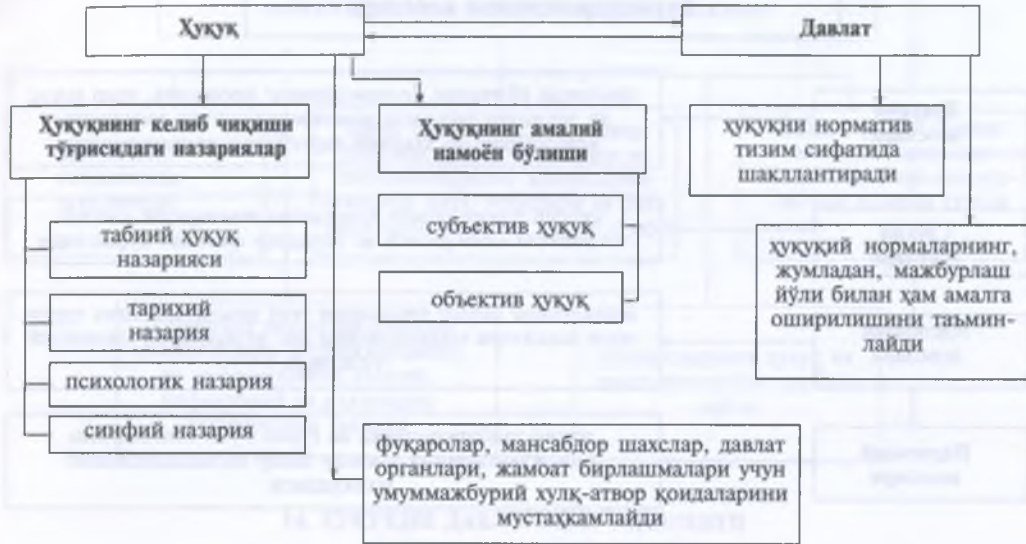 Ҳуқуқ
Давлат
Ҳуқуқнинг келиб чиқиши
тўғрисидаги назариялар
табиий ҳуқуқ
назарияси
тарихий
назария
психологик назария
синфий назария
Ҳуқуқнинг амалий
намоён бўлиши
субъектив ҳуқуқ
объектив ҳуқуқ
ҳуқуқни норматив
тизим сифатида
шакллантиради
ҳуқуқий нормаларнинг,
жумладан, мажбурлаш
йўли билан ҳам амалга
оширилишини таъмин-
лайди
фуқаролар, мансабдор шахслар, давлат
органлари, жамоат бирлашмалари учун
умуммажбурий хулқ-атвор қоидаларини
мустаҳкамлайди